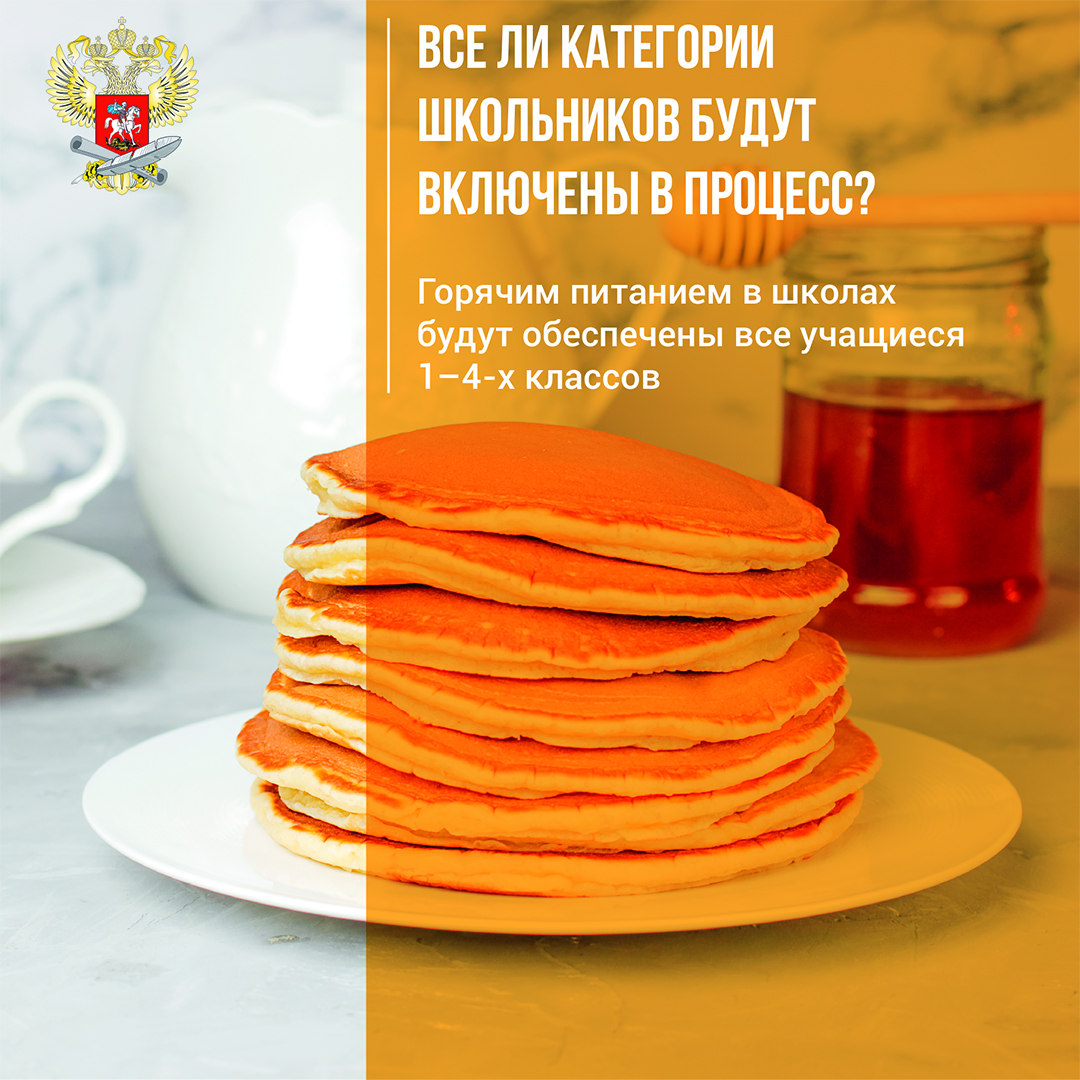 ВСЕ ЛИ КАТЕГОРИИ
ШКОЛЬНИКОВ БУДУТ
ВКЛЮЧЕНЫ В ПРОЦЕСС?
Горячим питанием в школах
будут обеспечены все учащиеся
1–4-х классов